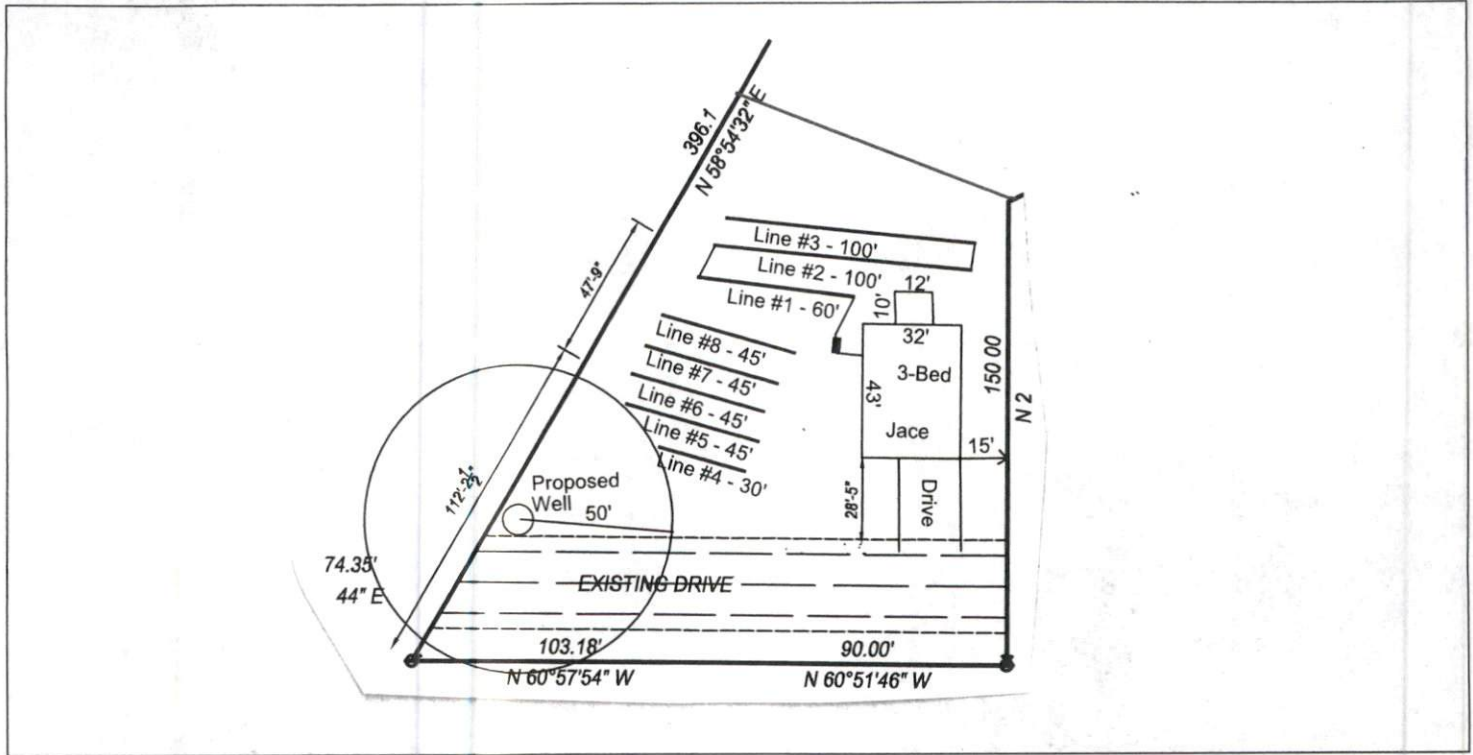 396.1
N 58°54'32" E
47'-9"
Line #3 - 100'
Line #2 - 100'
12'
Line #1 - 60'
10'
32'
Line #8 - 45'
Line #7 - 45'
3-Bed
150 00
Line #6 - 45'
43'
N 2
Line #5 - 45'
Jace
15'
Line #4 - 30'
112'-2½"
Proposed
Well
50'
28'-5"
Drive
74.35'
44" E
EXISTING DRIVE
103.18'
90.00'
N 60°57'54" W
N 60°51'46" W